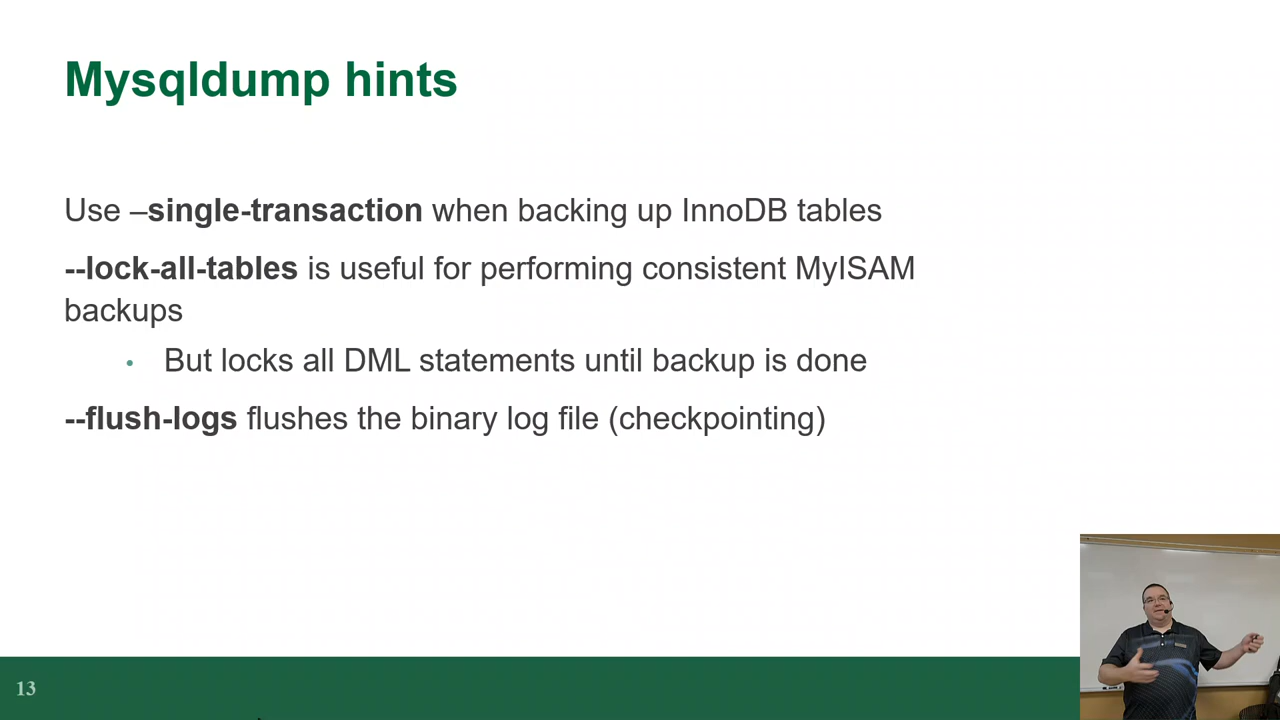 Mysqldump hints
Use –single-transaction when backing up InnoDB tables
--lock-all-tables is useful for performing consistent MyISAM
backups
• But locks all DML statements until backup is done
--flush-logs flushes the binary log file (checkpointing)
13